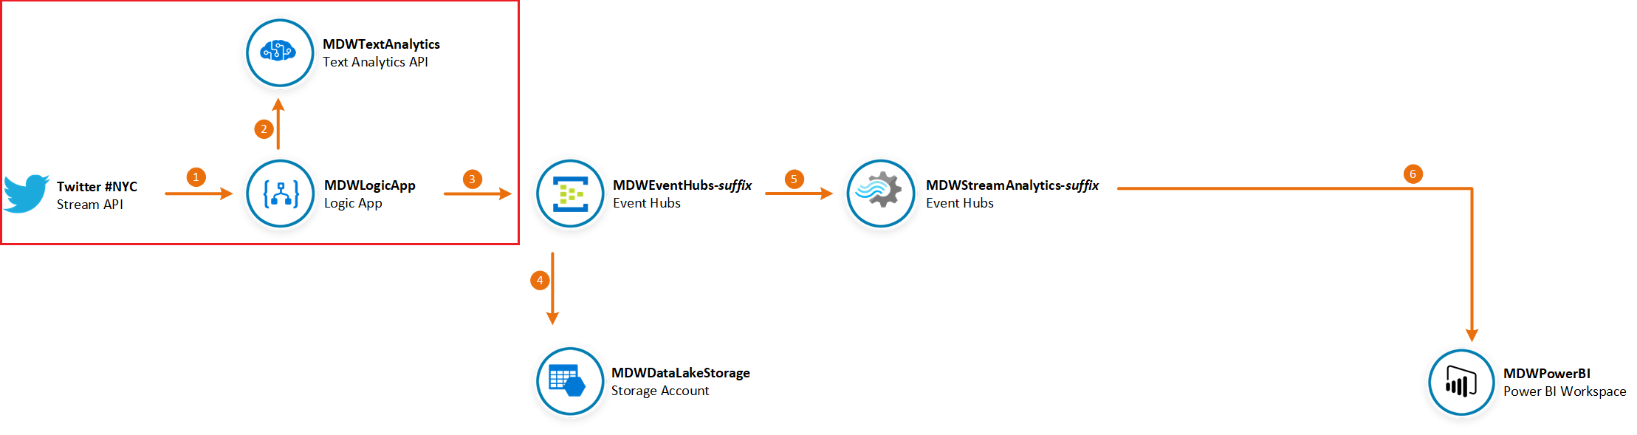 MDWTextAnalytics
Text Analytics API
2
1
Twitter #NYC
Stream API
MDWLogicApp
Logic App
3
MDWEventHubs-suffix
Event Hubs
5
MDWStreamAnalytics-suffix
Event Hubs
6
4
MDWDataLakeStorage
Storage Account
MDWPowerBI
Power BI Workspace